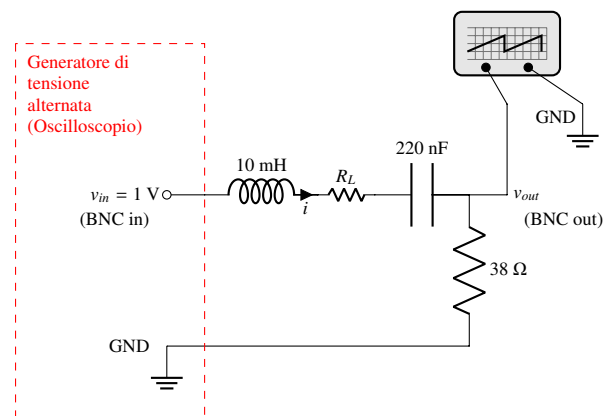 Generatore di
tensione
alternata
(Oscilloscopio)
GND
10 mH
220 nF
R_L
v_in = 1 V
i
v_out
(BNC in)
(BNC out)
38 Ω
GND